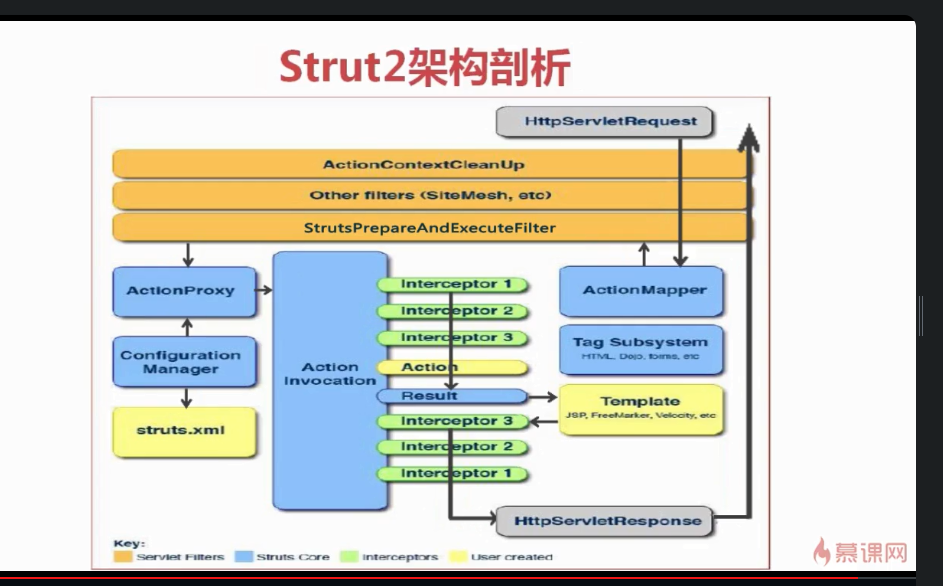 Strut2架构剖析
HttpServletRequest
ActionContextCleanUp
Other filters (SiteMesh, etc)
StrutsPrepareAndExecuteFilter
ActionProxy
Configuration
Manager
struts.xml
Action
Invocation
Interceptor 1
Interceptor 2
Interceptor 3
Action
Result
Interceptor 3
Interceptor 2
Interceptor 1
ActionMapper
Tag Subsystem
HTML, Dojo, forms, etc
Template
JSP, FreeMarker, Velocity, etc
HttpServletResponse
Key:
Servlet Filters
Struts Core
Interceptors
User created
慕课网